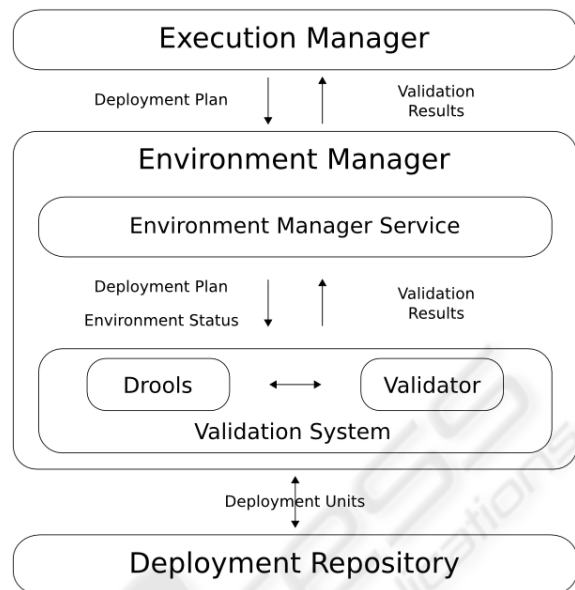 Execution Manager
Deployment Plan
Validation
Results
Environment Manager
Environment Manager Service
Deployment Plan
Environment Status
Validation
Results
Drools
Validator
Validation System
Deployment Units
Deployment Repository